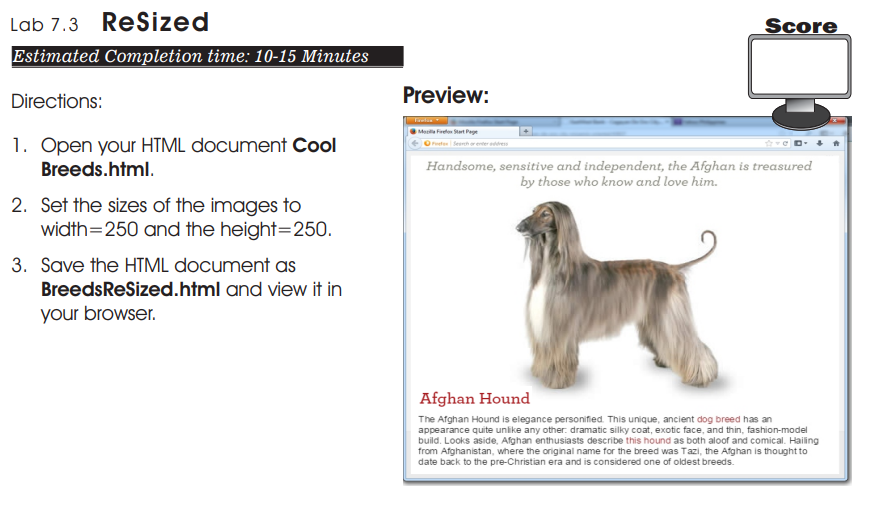 Lab 7.3 ReSized
Score
Estimated Completion time: 10-15 Minutes
Directions:
1. Open your HTML document Cool
Breeds.html.
2. Set the sizes of the images to
width=250 and the height=250.
3. Save the HTML document as
BreedsReSized.html and view it in
your browser.
Preview:
Firefox
Mozilla Firefox Start Page
Firefox
Search or enter address
Handsome, sensitive and independent, the Afghan is treasured
by those who know and love him.
Afghan Hound
The Afghan Hound is elegance personified. This unique, ancient dog breed has an
appearance quite unlike any other: dramatic silky coat, exotic face, and thin, fashion-model
build. Looks aside, Afghan enthusiasts describe this hound as both aloof and comical. Hailing
from Afghanistan, where the original name for the breed was Tazi, the Afghan is thought to
date back to the pre-Christian era and is considered one of oldest breeds.